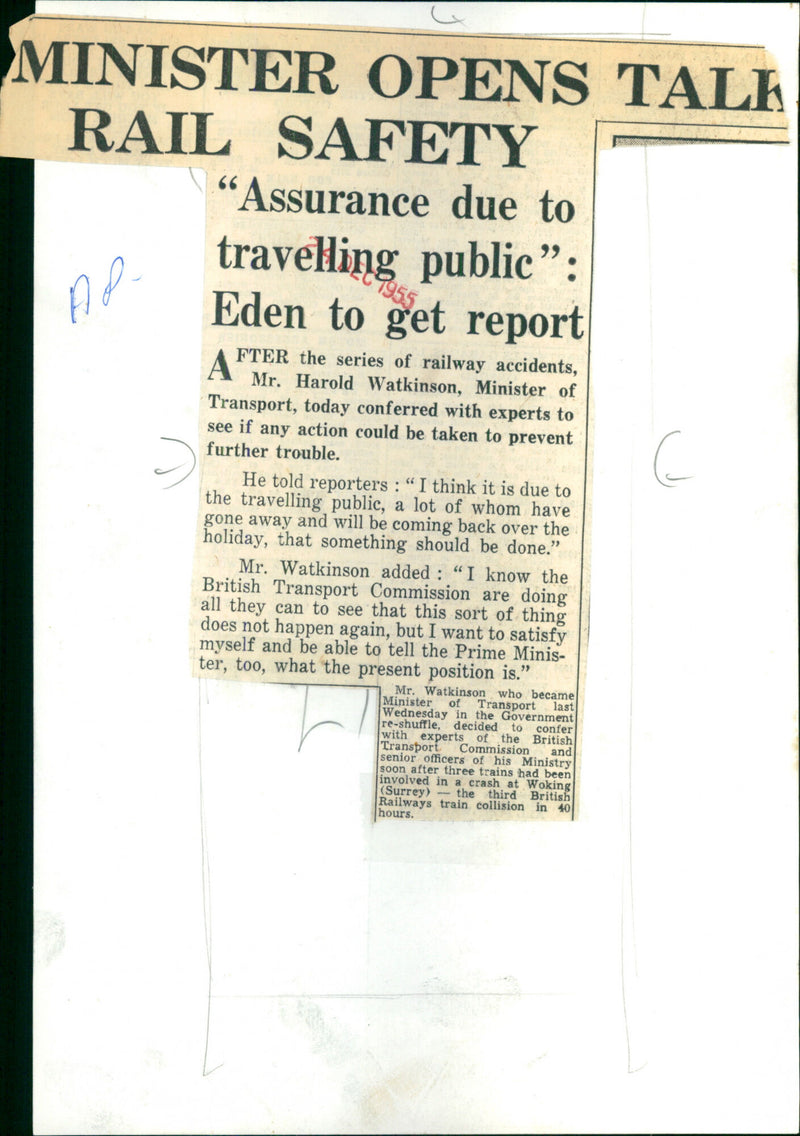 MINISTER OPENS TALK
RAIL SAFETY
“Assurance due to
travelling public”:
Eden to get report
24 DEC 1955
AFTER the series of railway accidents,
Mr. Harold Watkinson, Minister of
Transport, today conferred with experts to
see if any action could be taken to prevent
further trouble.
He told reporters : “ I think it is due to
the travelling public, a lot of whom have
gone away and will be coming back over the
holiday, that something should be done.”
Mr. Watkinson added : “ I know the
British Transport Commission are doing
all they can to see that this sort of thing
does not happen again, but I want to satisfy
myself and be able to tell the Prime Minis-
ter, too, what the present position is.”
Mr. Watkinson who became
Minister of Transport last
Wednesday in the Government
re-shuffle, decided to confer
with experts of the British
Transport Commission and
senior officers of his Ministry
soon after three trains had been
involved in a crash at Woking
(Surrey) — the third British
Railways train collision in 40
hours.